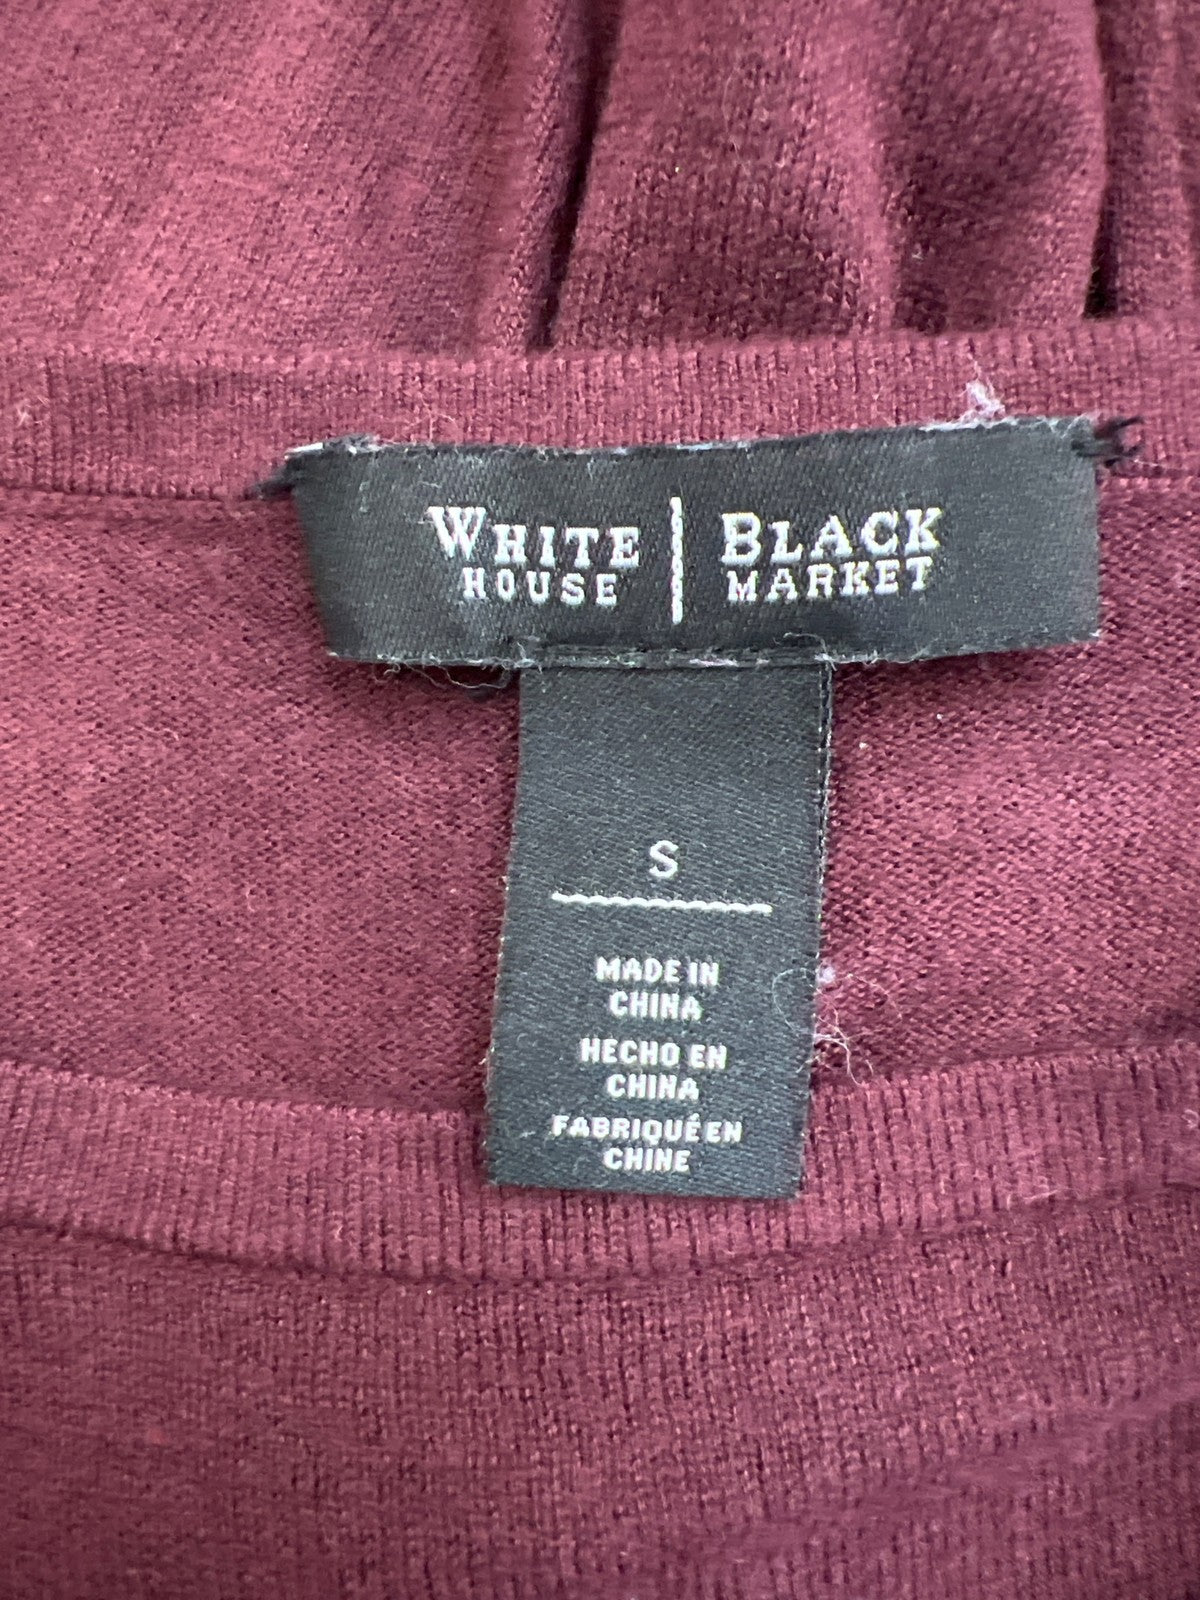 WHITE | BLACK
HOUSE | MARKET
S
MADE IN
CHINA
HECHO EN
CHINA
FABRIQUÉ EN
CHINE